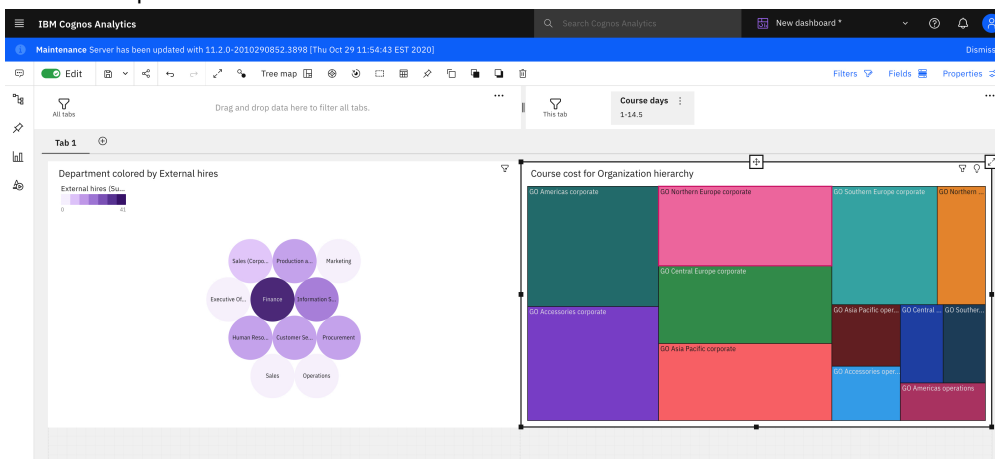 IBM Cognos Analytics
Search Cognos Analytics
New dashboard *
Maintenance Server has been updated with 11.2.0-2010290852.3898 [Thu Oct 29 11:54:43 EST 2020]
Dismiss
Edit
Tree map
Filters
Fields
Properties
All tabs
Drag and drop data here to filter all tabs.
This tab
Course days
1-14.5
Tab 1
Department colored by External hires
External hires (Su...
0 41
Sales (Corpo...
Production a...
Marketing
Executive Of...
Finance
Information S...
Human Reso...
Customer Se...
Procurement
Sales
Operations
Course cost for Organization hierarchy
GO Americas corporate
GO Northern Europe corporate
GO Southern Europe corporate
GO Northern ...
GO Central Europe corporate
GO Accessories corporate
GO Asia Pacific oper...
GO Central ...
GO Souther...
GO Asia Pacific corporate
GO Accessories oper...
GO Americas operations